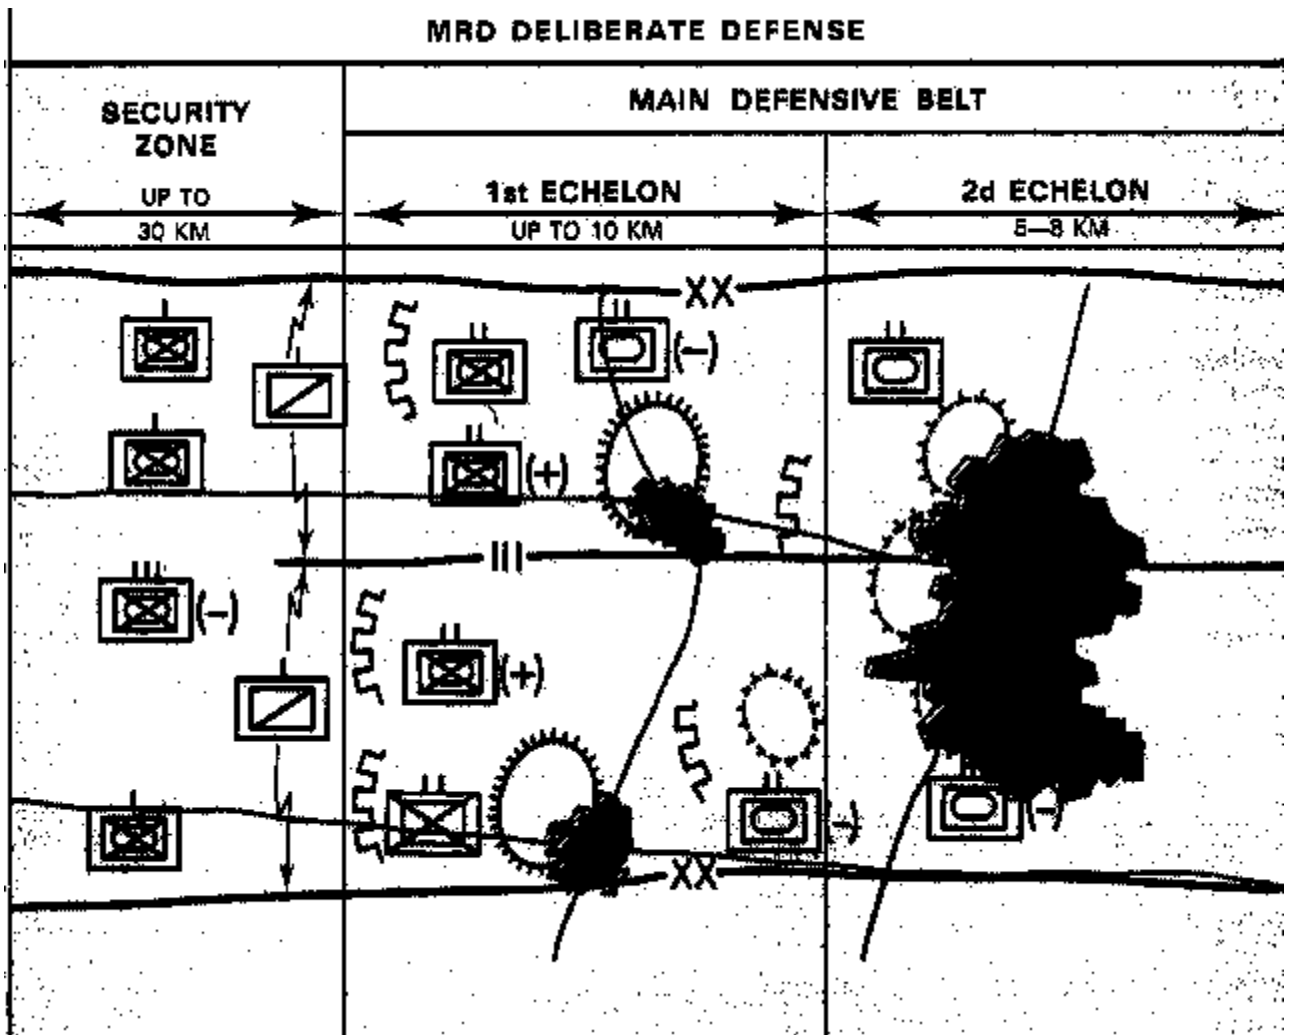 MRD DELIBERATE DEFENSE
SECURITY
ZONE
MAIN DEFENSIVE BELT
UP TO
30 KM
1st ECHELON
UP TO 10 KM
2d ECHELON
5—8 KM
XX
(—)
(+)
III
(—)
(+)
—)
(—)
XX